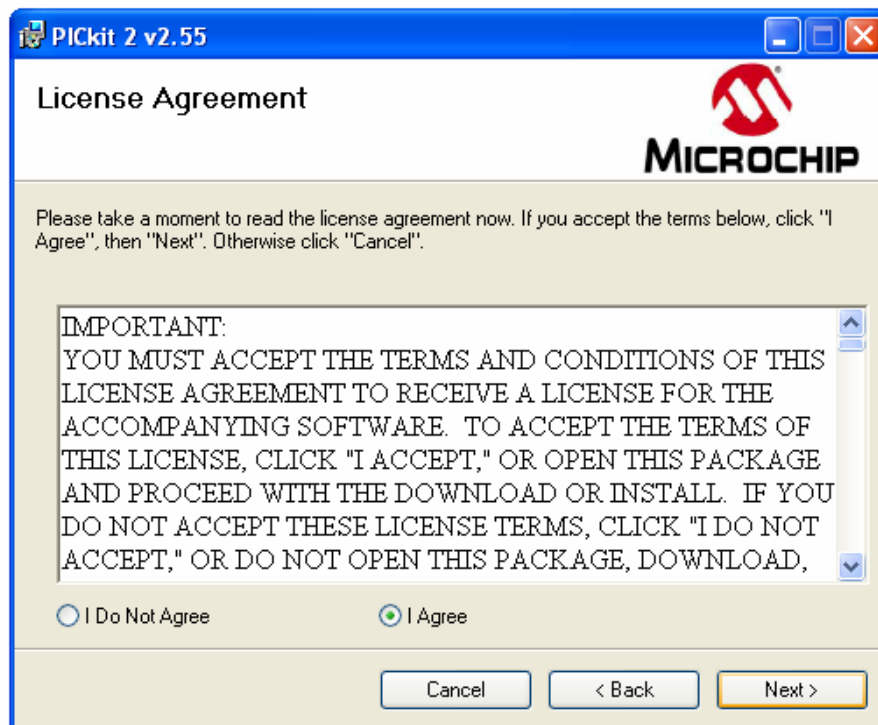 PICkit 2 v2.55
License Agreement
MICROCHIP
Please take a moment to read the license agreement now. If you accept the terms below, click "I
Agree", then "Next". Otherwise click "Cancel".
IMPORTANT:
YOU MUST ACCEPT THE TERMS AND CONDITIONS OF THIS
LICENSE AGREEMENT TO RECEIVE A LICENSE FOR THE
ACCOMPANYING SOFTWARE.  TO ACCEPT THE TERMS OF
THIS LICENSE, CLICK "I ACCEPT," OR OPEN THIS PACKAGE
AND PROCEED WITH THE DOWNLOAD OR INSTALL.  IF YOU
DO NOT ACCEPT THESE LICENSE TERMS, CLICK "I DO NOT
ACCEPT," OR DO NOT OPEN THIS PACKAGE, DOWNLOAD,
I Do Not Agree I Agree
Cancel < Back Next >